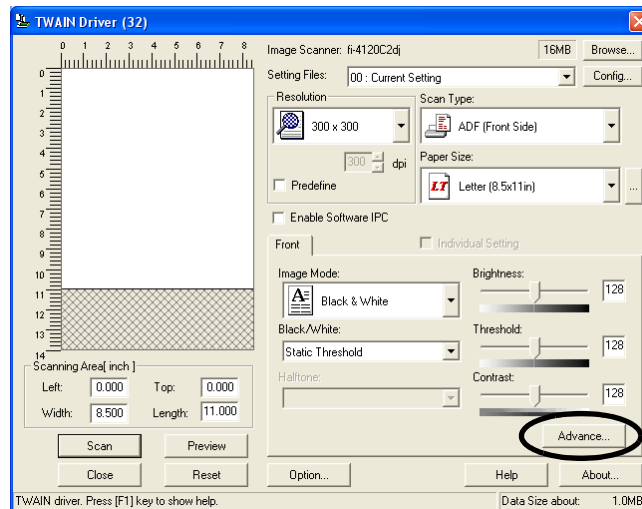 TWAIN Driver (32)
0 1 2 3 4 5 6 7 8
0
1
2
3
4
5
6
7
8
9
10
11
12
13
14
Image Scanner: fi-4120C2dj 16MB Browse...
Setting Files: 00 : Current Setting Config...
Resolution
300 x 300
300 dpi
Predefine
Scan Type:
ADF (Front Side)
Paper Size:
LT Letter (8.5x11in) ...
Enable Software IPC
Front Individual Setting
Image Mode:
A Black & White
Black/White:
Static Threshold
Halftone:
Brightness:
128
Threshold:
128
Contrast:
128
Advance...
Scanning Area[ inch ]
Left: 0.000 Top: 0.000
Width: 8.500 Length: 11.000
Scan Preview
Close Reset Option... Help About...
TWAIN driver. Press [F1] key to show help. Data Size about: 1.0MB